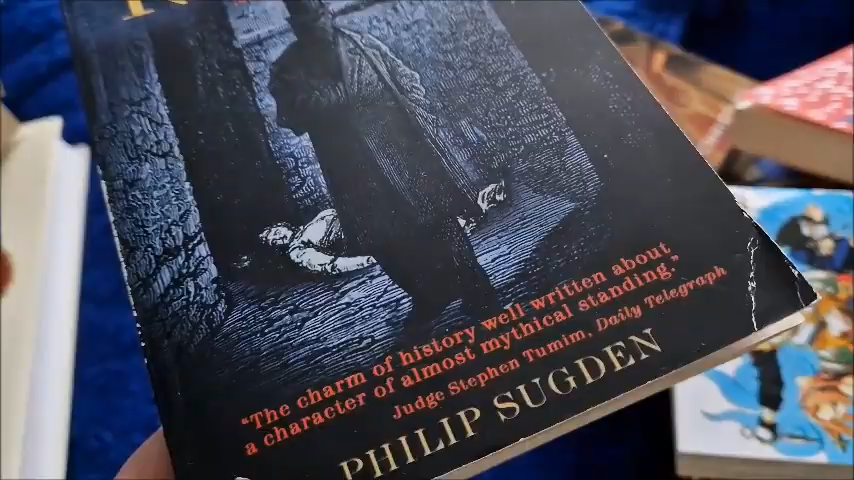 “The charm of history well written about
a character of almost mythical standing.”
Judge Stephen Tumim, Daily Telegraph
PHILIP SUGDEN